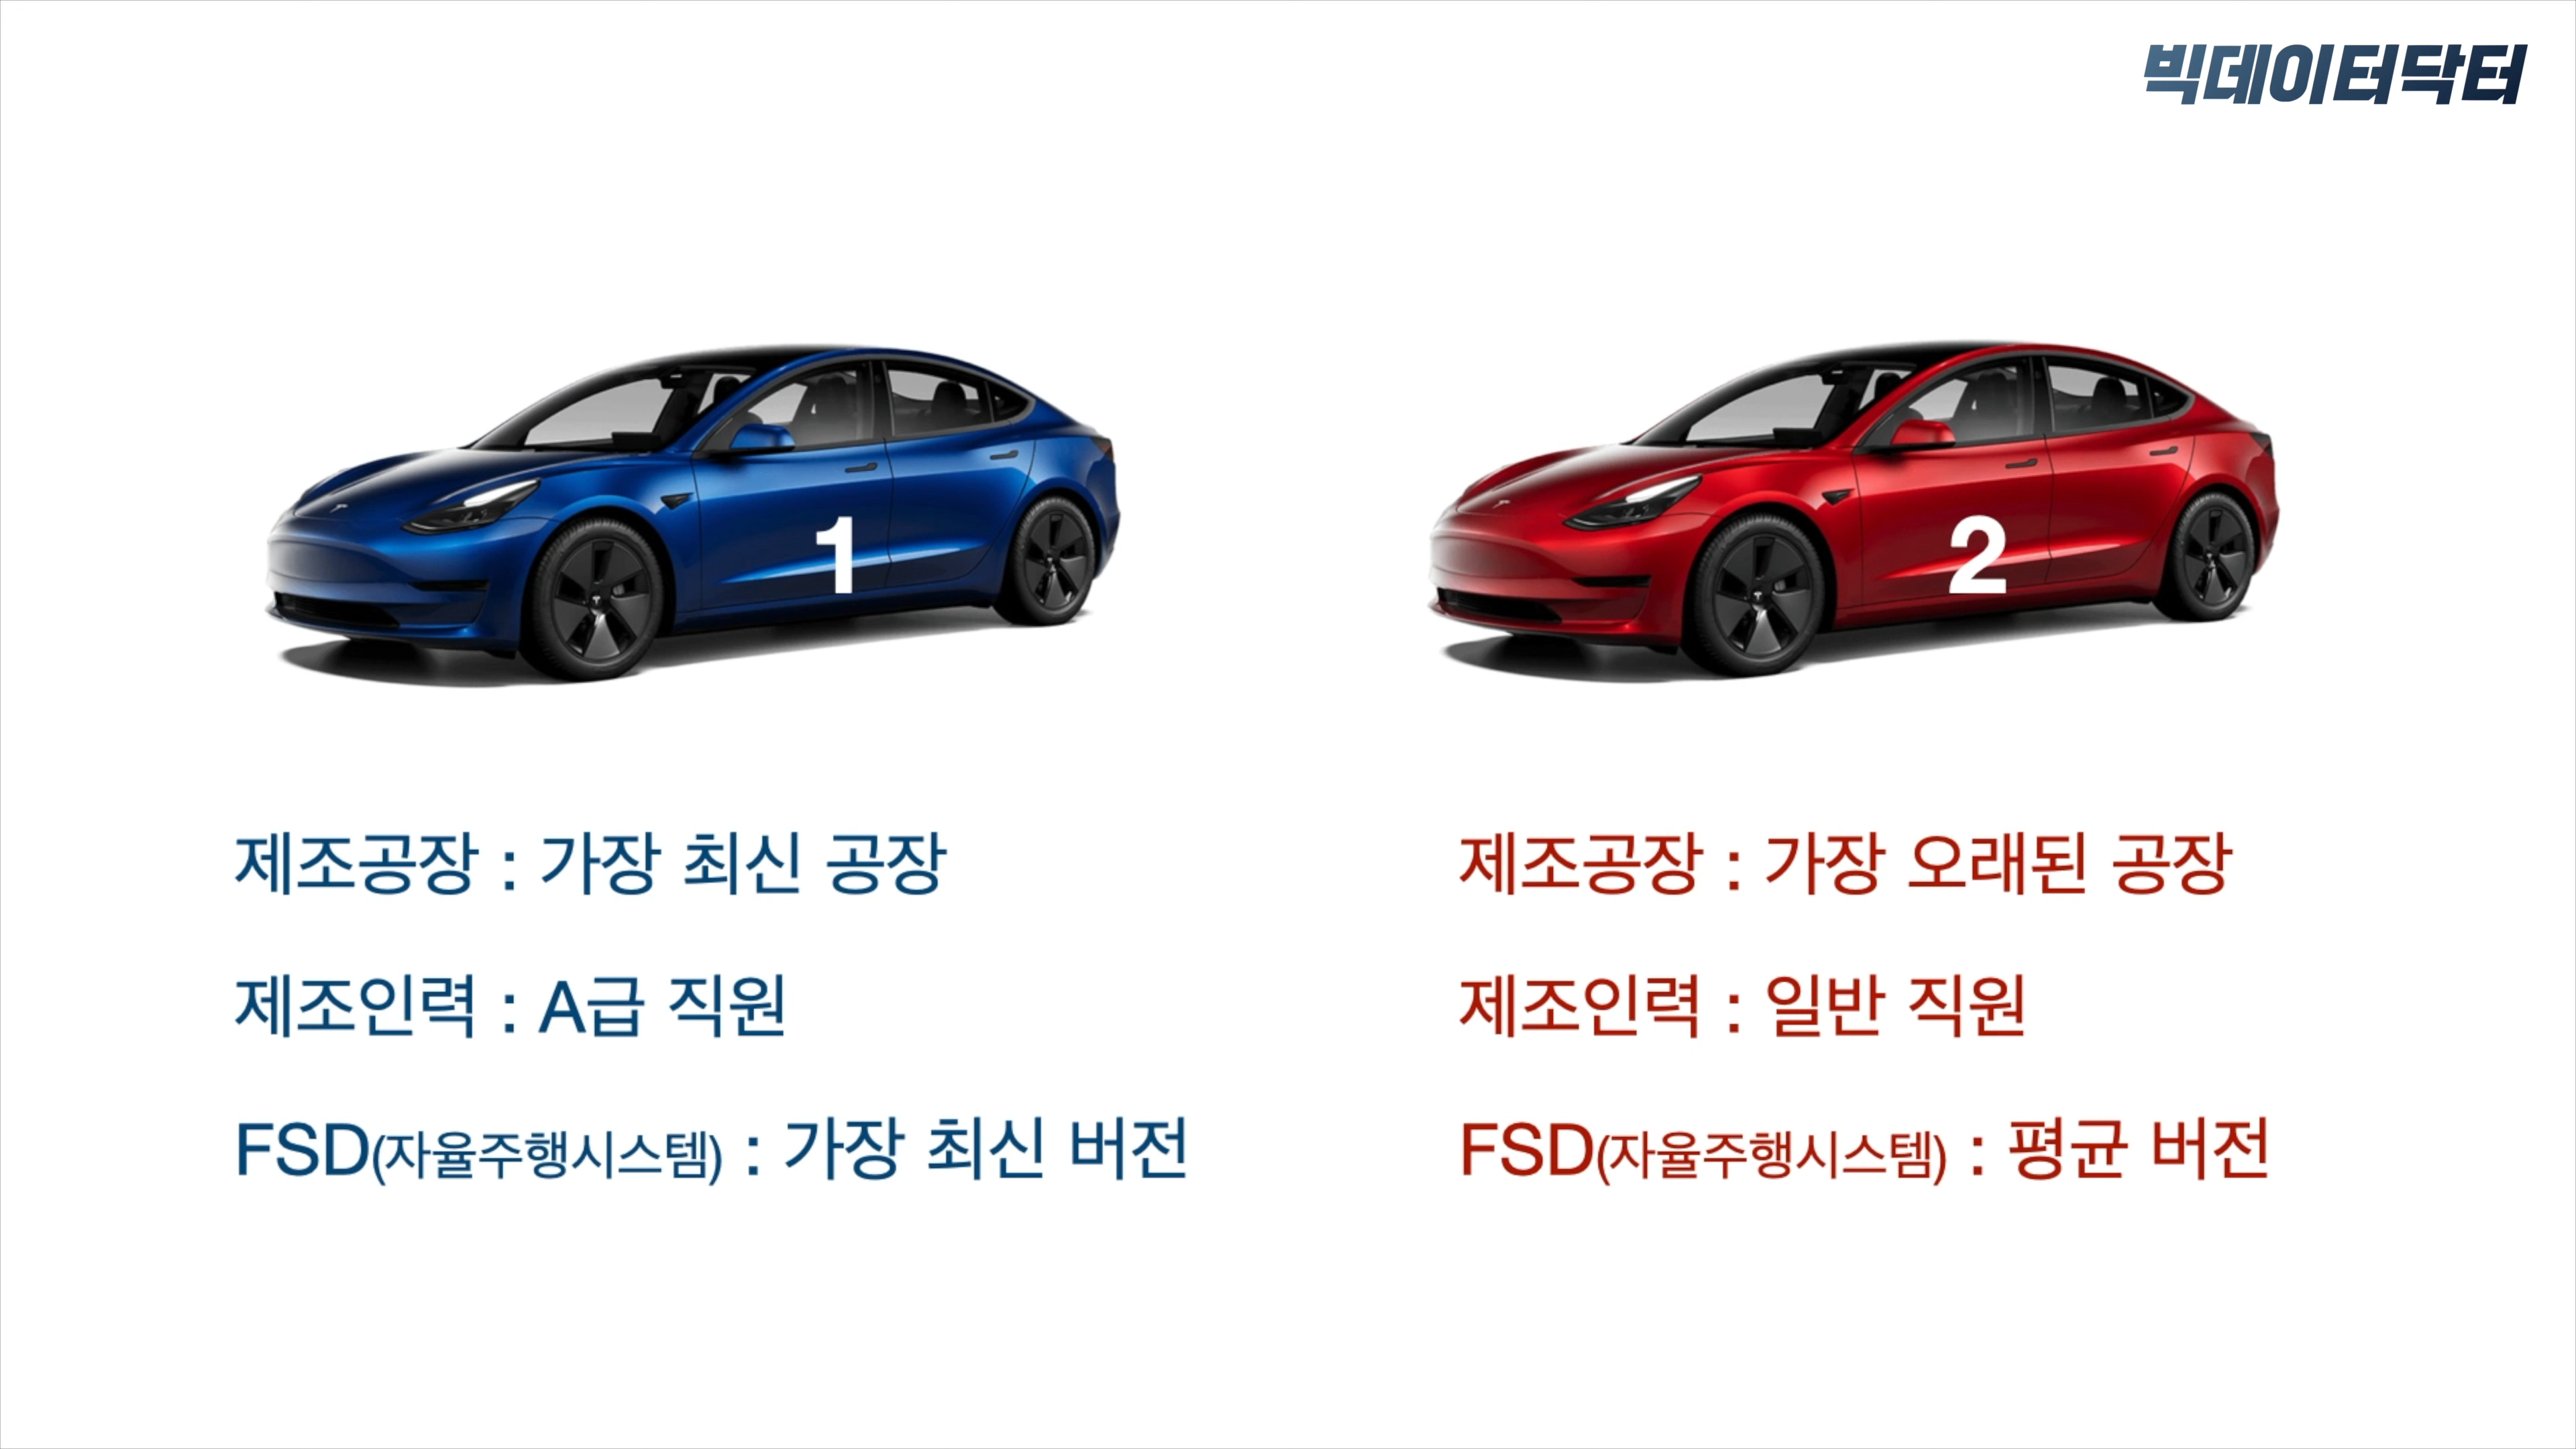 빅데이터닥터
1
2
제조공장 : 가장 최신 공장
제조인력 : A급 직원
FSD(자율주행시스템) : 가장 최신 버전
제조공장 : 가장 오래된 공장
제조인력 : 일반 직원
FSD(자율주행시스템) : 평균 버전